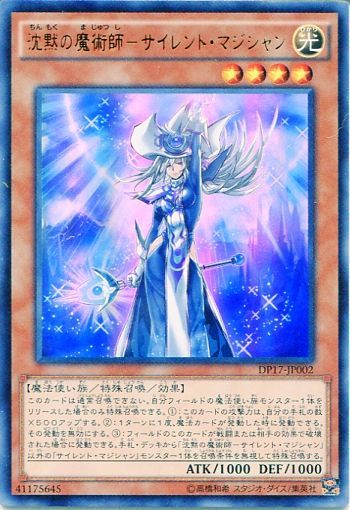 沈黙の魔術師－サイレント・マジシャン
光
DP17-JP002
【魔法使い族／特殊召喚／効果】
このカードは通常召喚できない。自分フィールドの魔法使い族モンスター1体を
リリースした場合のみ特殊召喚できる。①：このカードの攻撃力は、自分の手札の数
×500アップする。②：1ターンに1度、魔法カードが発動した時に発動できる。
その発動を無効にする。③：フィールドのこのカードが戦闘または相手の効果で破壊
された場合に発動できる。手札・デッキから「沈黙の魔術師－サイレント・マジシャン」
以外の「サイレント・マジシャン」モンスター1体を召喚条件を無視して特殊召喚する。
ATK/1000 DEF/1000
41175645
©高橋和希 スタジオ・ダイス/集英社